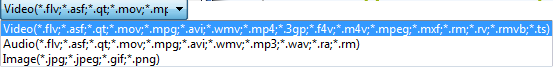 Video(*.flv;*.asf;*.qt;*.mov;*.mp
Video(*.flv;*.asf;*.qt;*.mov;*.mpg;*.avi;*.wmv;*.mp4;*.3gp;*.f4v;*.m4v;*.mpeg;*.mxf;*.rm;*.rv;*.rmvb;*.ts)
Audio(*.flv;*.asf;*.qt;*.mov;*.mpg;*.avi;*.wmv;*.mp3;*.wav;*.ra;*.rm)
Image(*.jpg;*.jpeg;*.gif;*.png)